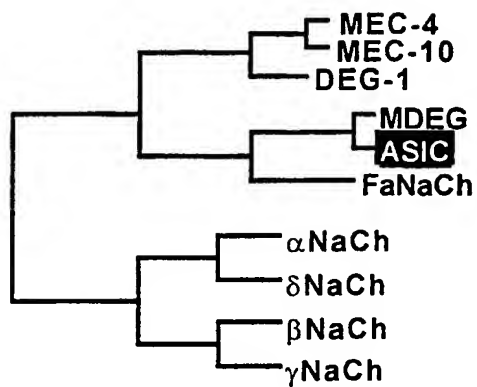 MEC-4
MEC-10
DEG-1
MDEG
ASIC
FaNaCh
αNaCh
δNaCh
βNaCh
γNaCh